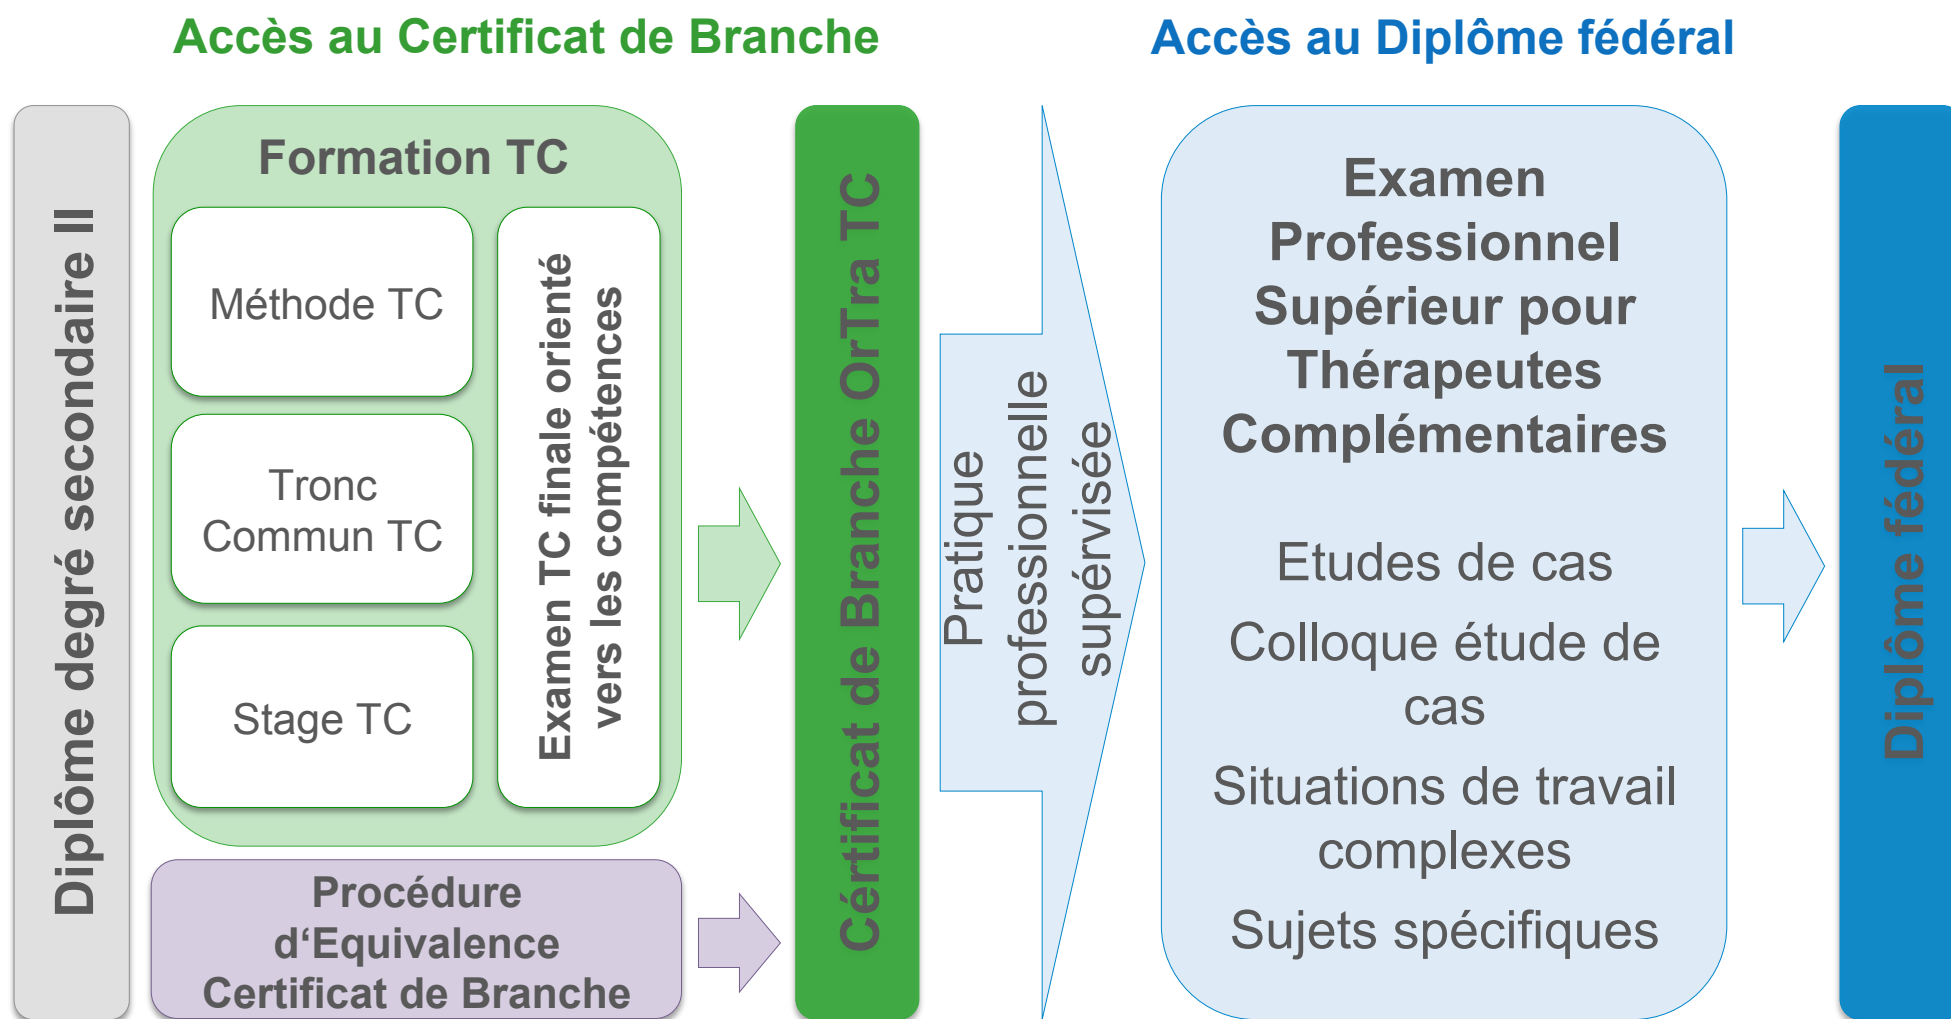 Accès au Certificat de Branche
Accès au Diplôme fédéral
Diplôme degré secondaire II
Formation TC
Méthode TC
Tronc
Commun TC
Stage TC
Examen TC finale orienté
vers les compétences
Procédure
d‘Equivalence
Certificat de Branche
Cértificat de Branche OrTra TC
Pratique
professionnelle
supérvisée
Examen
Professionnel
Supérieur pour
Thérapeutes
Complémentaires
Etudes de cas
Colloque étude de
cas
Situations de travail
complexes
Sujets spécifiques
Diplôme fédéral